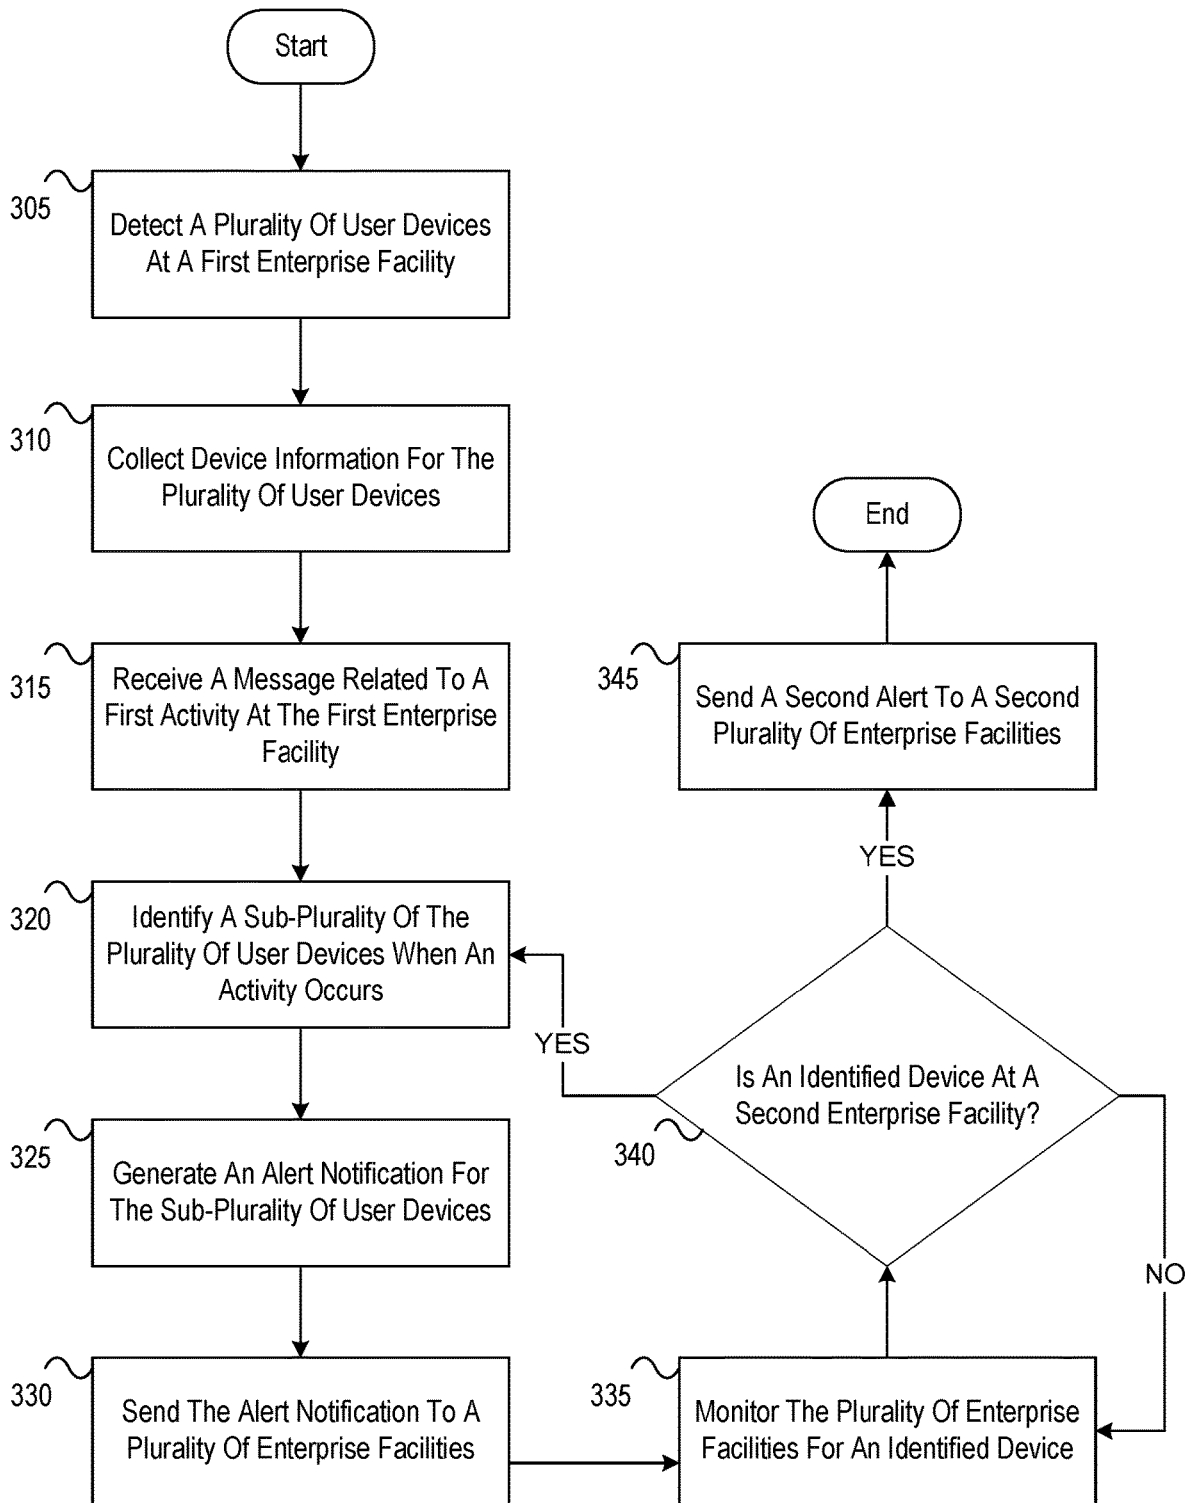 Start
305
Detect A Plurality Of User Devices
At A First Enterprise Facility
310
Collect Device Information For The
Plurality Of User Devices
315
Receive A Message Related To A
First Activity At The First Enterprise
Facility
320
Identify A Sub-Plurality Of The
Plurality Of User Devices When An
Activity Occurs
325
Generate An Alert Notification For
The Sub-Plurality Of User Devices
330
Send The Alert Notification To A
Plurality Of Enterprise Facilities
335
Monitor The Plurality Of Enterprise
Facilities For An Identified Device
340
Is An Identified Device At A
Second Enterprise Facility?
YES
NO
YES
345
Send A Second Alert To A Second
Plurality Of Enterprise Facilities
End